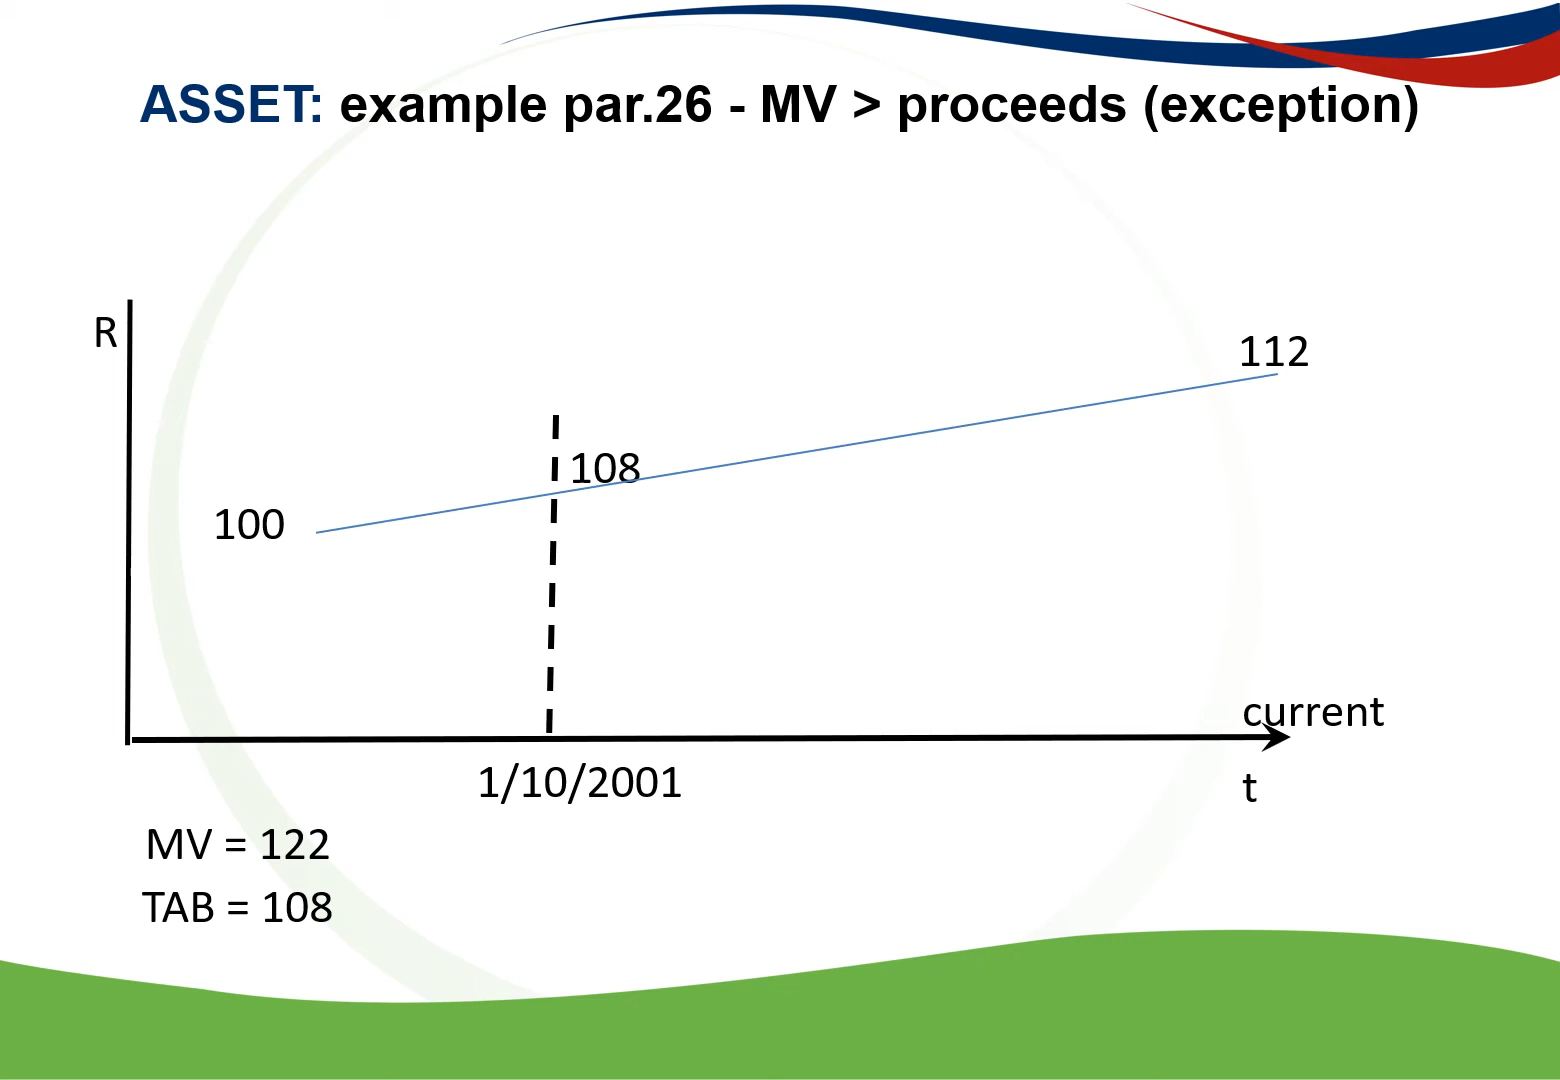 ASSET: example par.26 - MV > proceeds (exception)
R
112
108
100
current
1/10/2001
t
MV = 122
TAB = 108